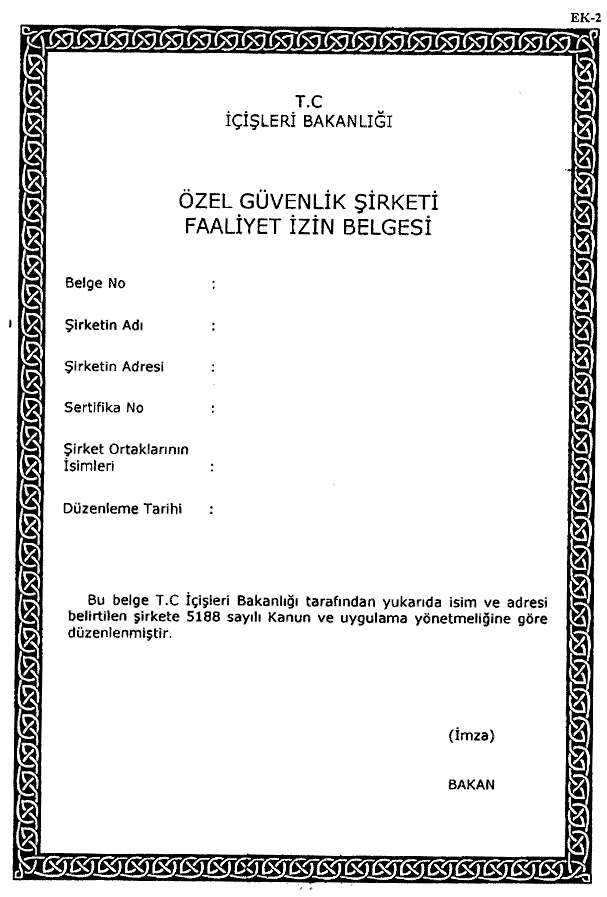 EK-2
T.C
İÇİŞLERİ BAKANLIĞI
ÖZEL GÜVENLİK ŞİRKETİ
FAALİYET İZİN BELGESİ
Belge No :
Şirketin Adı :
Şirketin Adresi :
Sertifika No :
Şirket Ortaklarının
İsimleri :
Düzenleme Tarihi :
Bu belge T.C İçişleri Bakanlığı tarafından yukarıda isim ve adresi
belirtilen şirkete 5188 sayılı Kanun ve uygulama yönetmeliğine göre
düzenlenmiştir.
(İmza)
BAKAN